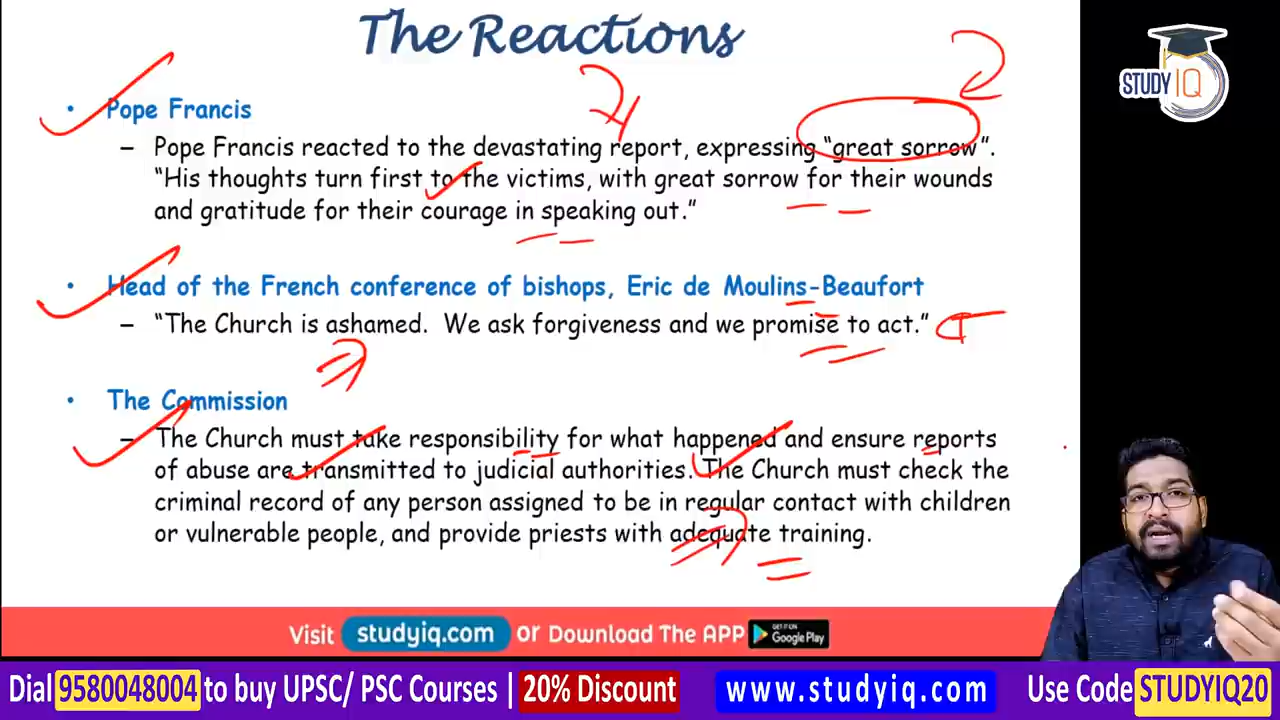 The Reactions
STUDY IQ
• Pope Francis
– Pope Francis reacted to the devastating report, expressing “great sorrow”.
“His thoughts turn first to the victims, with great sorrow for their wounds
and gratitude for their courage in speaking out.”
• Head of the French conference of bishops, Eric de Moulins-Beaufort
– “The Church is ashamed. We ask forgiveness and we promise to act.”
• The Commission
– The Church must take responsibility for what happened and ensure reports
of abuse are transmitted to judicial authorities. The Church must check the
criminal record of any person assigned to be in regular contact with children
or vulnerable people, and provide priests with adequate training.
Visit studyiq.com or Download The APP GET IT ON Google Play
Dial 9580048004 to buy UPSC/ PSC Courses | 20% Discount www.studyiq.com Use Code STUDYIQ20